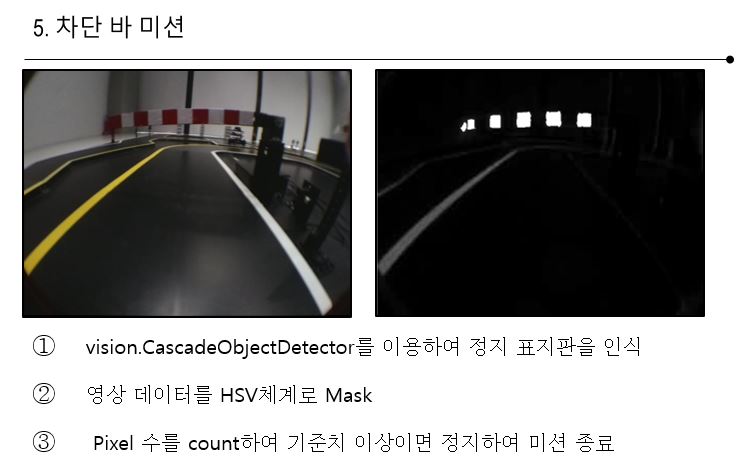 5. 차단 바 미션
① vision.CascadeObjectDetector를 이용하여 정지 표지판을 인식
② 영상 데이터를 HSV체계로 Mask
③ Pixel 수를 count하여 기준치 이상이면 정지하여 미션 종료